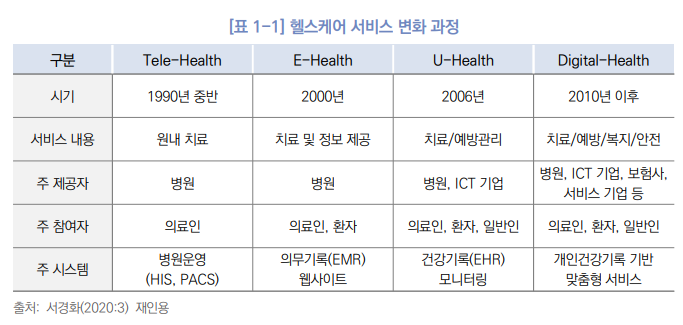 [표 1-1] 헬스케어 서비스 변화 과정
구분 Tele-Health E-Health U-Health Digital-Health
시기 1990년 중반 2000년 2006년 2010년 이후
서비스 내용 원내 치료 치료 및 정보 제공 치료/예방관리 치료/예방/복지/안전
주 제공자 병원 병원 병원, ICT 기업 병원, ICT 기업, 보험사,
서비스 기업 등
주 참여자 의료인 의료인, 환자 의료인, 환자, 일반인 의료인, 환자, 일반인
주 시스템 병원운영 의무기록(EMR) 건강기록(EHR) 개인건강기록 기반
(HIS, PACS) 웹사이트 모니터링 맞춤형 서비스
출처: 서경화(2020:3) 재인용